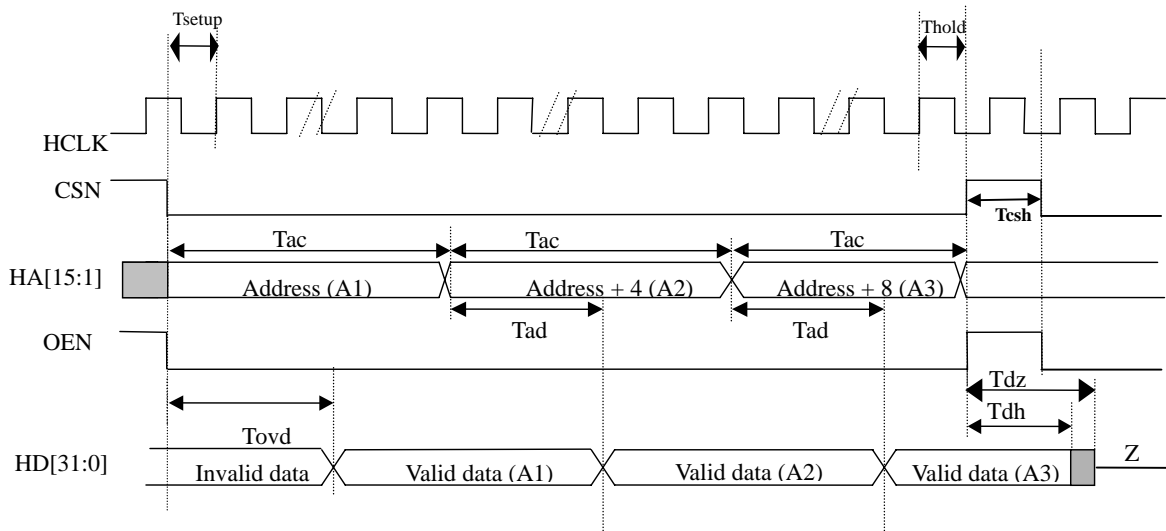 Tsetup
Thold
HCLK
CSN
Tcsh
Tac Tac Tac
HA[15:1]
Address (A1) Address + 4 (A2) Address + 8 (A3)
Tad Tad
OEN
Tdz
Tdh
Tovd
HD[31:0]
Invalid data Valid data (A1) Valid data (A2) Valid data (A3) Z